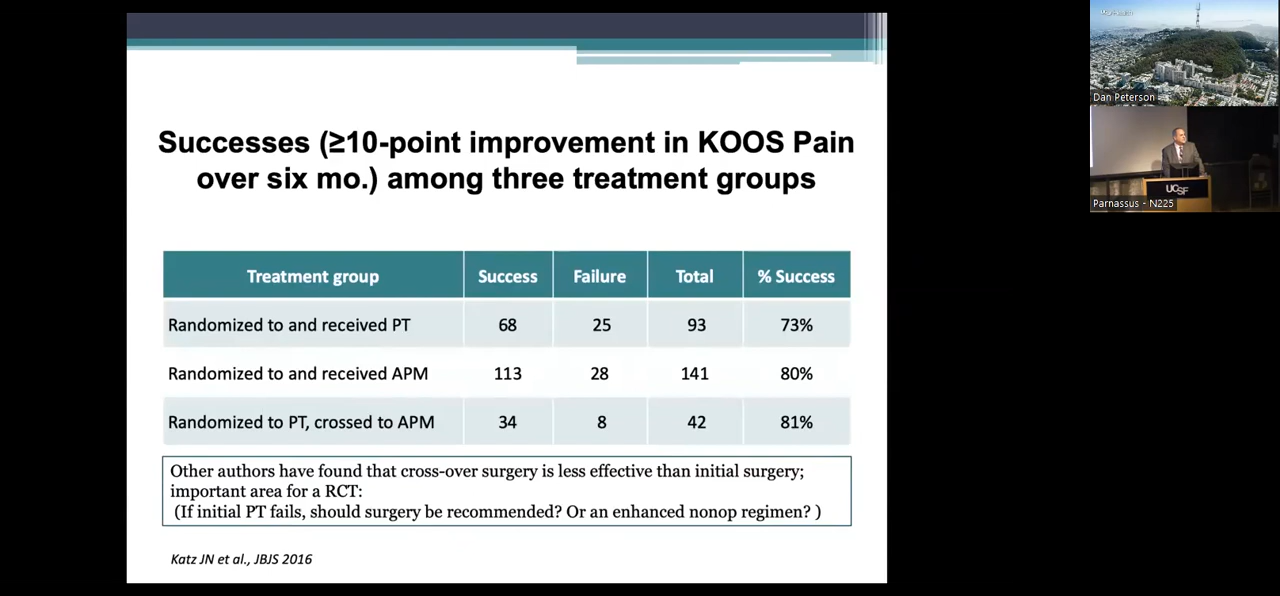 Successes (≥10-point improvement in KOOS Pain
over six mo.) among three treatment groups
Treatment group Success Failure Total % Success
Randomized to and received PT 68 25 93 73%
Randomized to and received APM 113 28 141 80%
Randomized to PT, crossed to APM 34 8 42 81%
Other authors have found that cross-over surgery is less effective than initial surgery;
important area for a RCT:
(If initial PT fails, should surgery be recommended? Or an enhanced nonop regimen? )
Katz JN et al., JBJS 2016
Dan Peterson
UCSF
Parnassus - N225